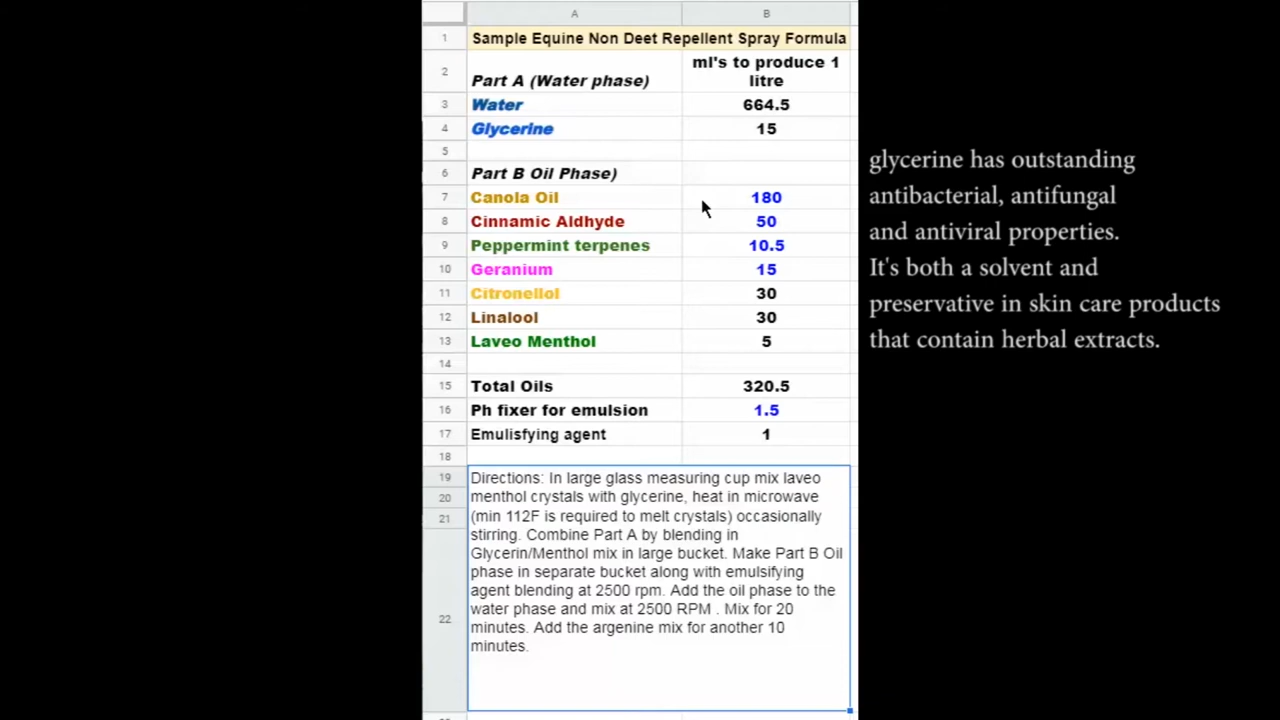 A B
1 Sample Equine Non Deet Repellent Spray Formula
ml's to produce 1
2 Part A (Water phase) litre
3 Water 664.5
4 Glycerine 15
5
6 Part B Oil Phase)
7 Canola Oil 180
8 Cinnamic Aldhyde 50
9 Peppermint terpenes 10.5
10 Geranium 15
11 Citronellol 30
12 Linalool 30
13 Laveo Menthol 5
14
15 Total Oils 320.5
16 Ph fixer for emulsion 1.5
17 Emulisfying agent 1
18
19 Directions: In large glass measuring cup mix laveo
20 menthol crystals with glycerine, heat in microwave
21 (min 112F is required to melt crystals) occasionally
stirring. Combine Part A by blending in
Glycerin/Menthol mix in large bucket. Make Part B Oil
phase in separate bucket along with emulsifying
agent blending at 2500 rpm. Add the oil phase to the
22 water phase and mix at 2500 RPM . Mix for 20
minutes. Add the argenine mix for another 10
minutes.
glycerine has outstanding
antibacterial, antifungal
and antiviral properties.
It's both a solvent and
preservative in skin care products
that contain herbal extracts.